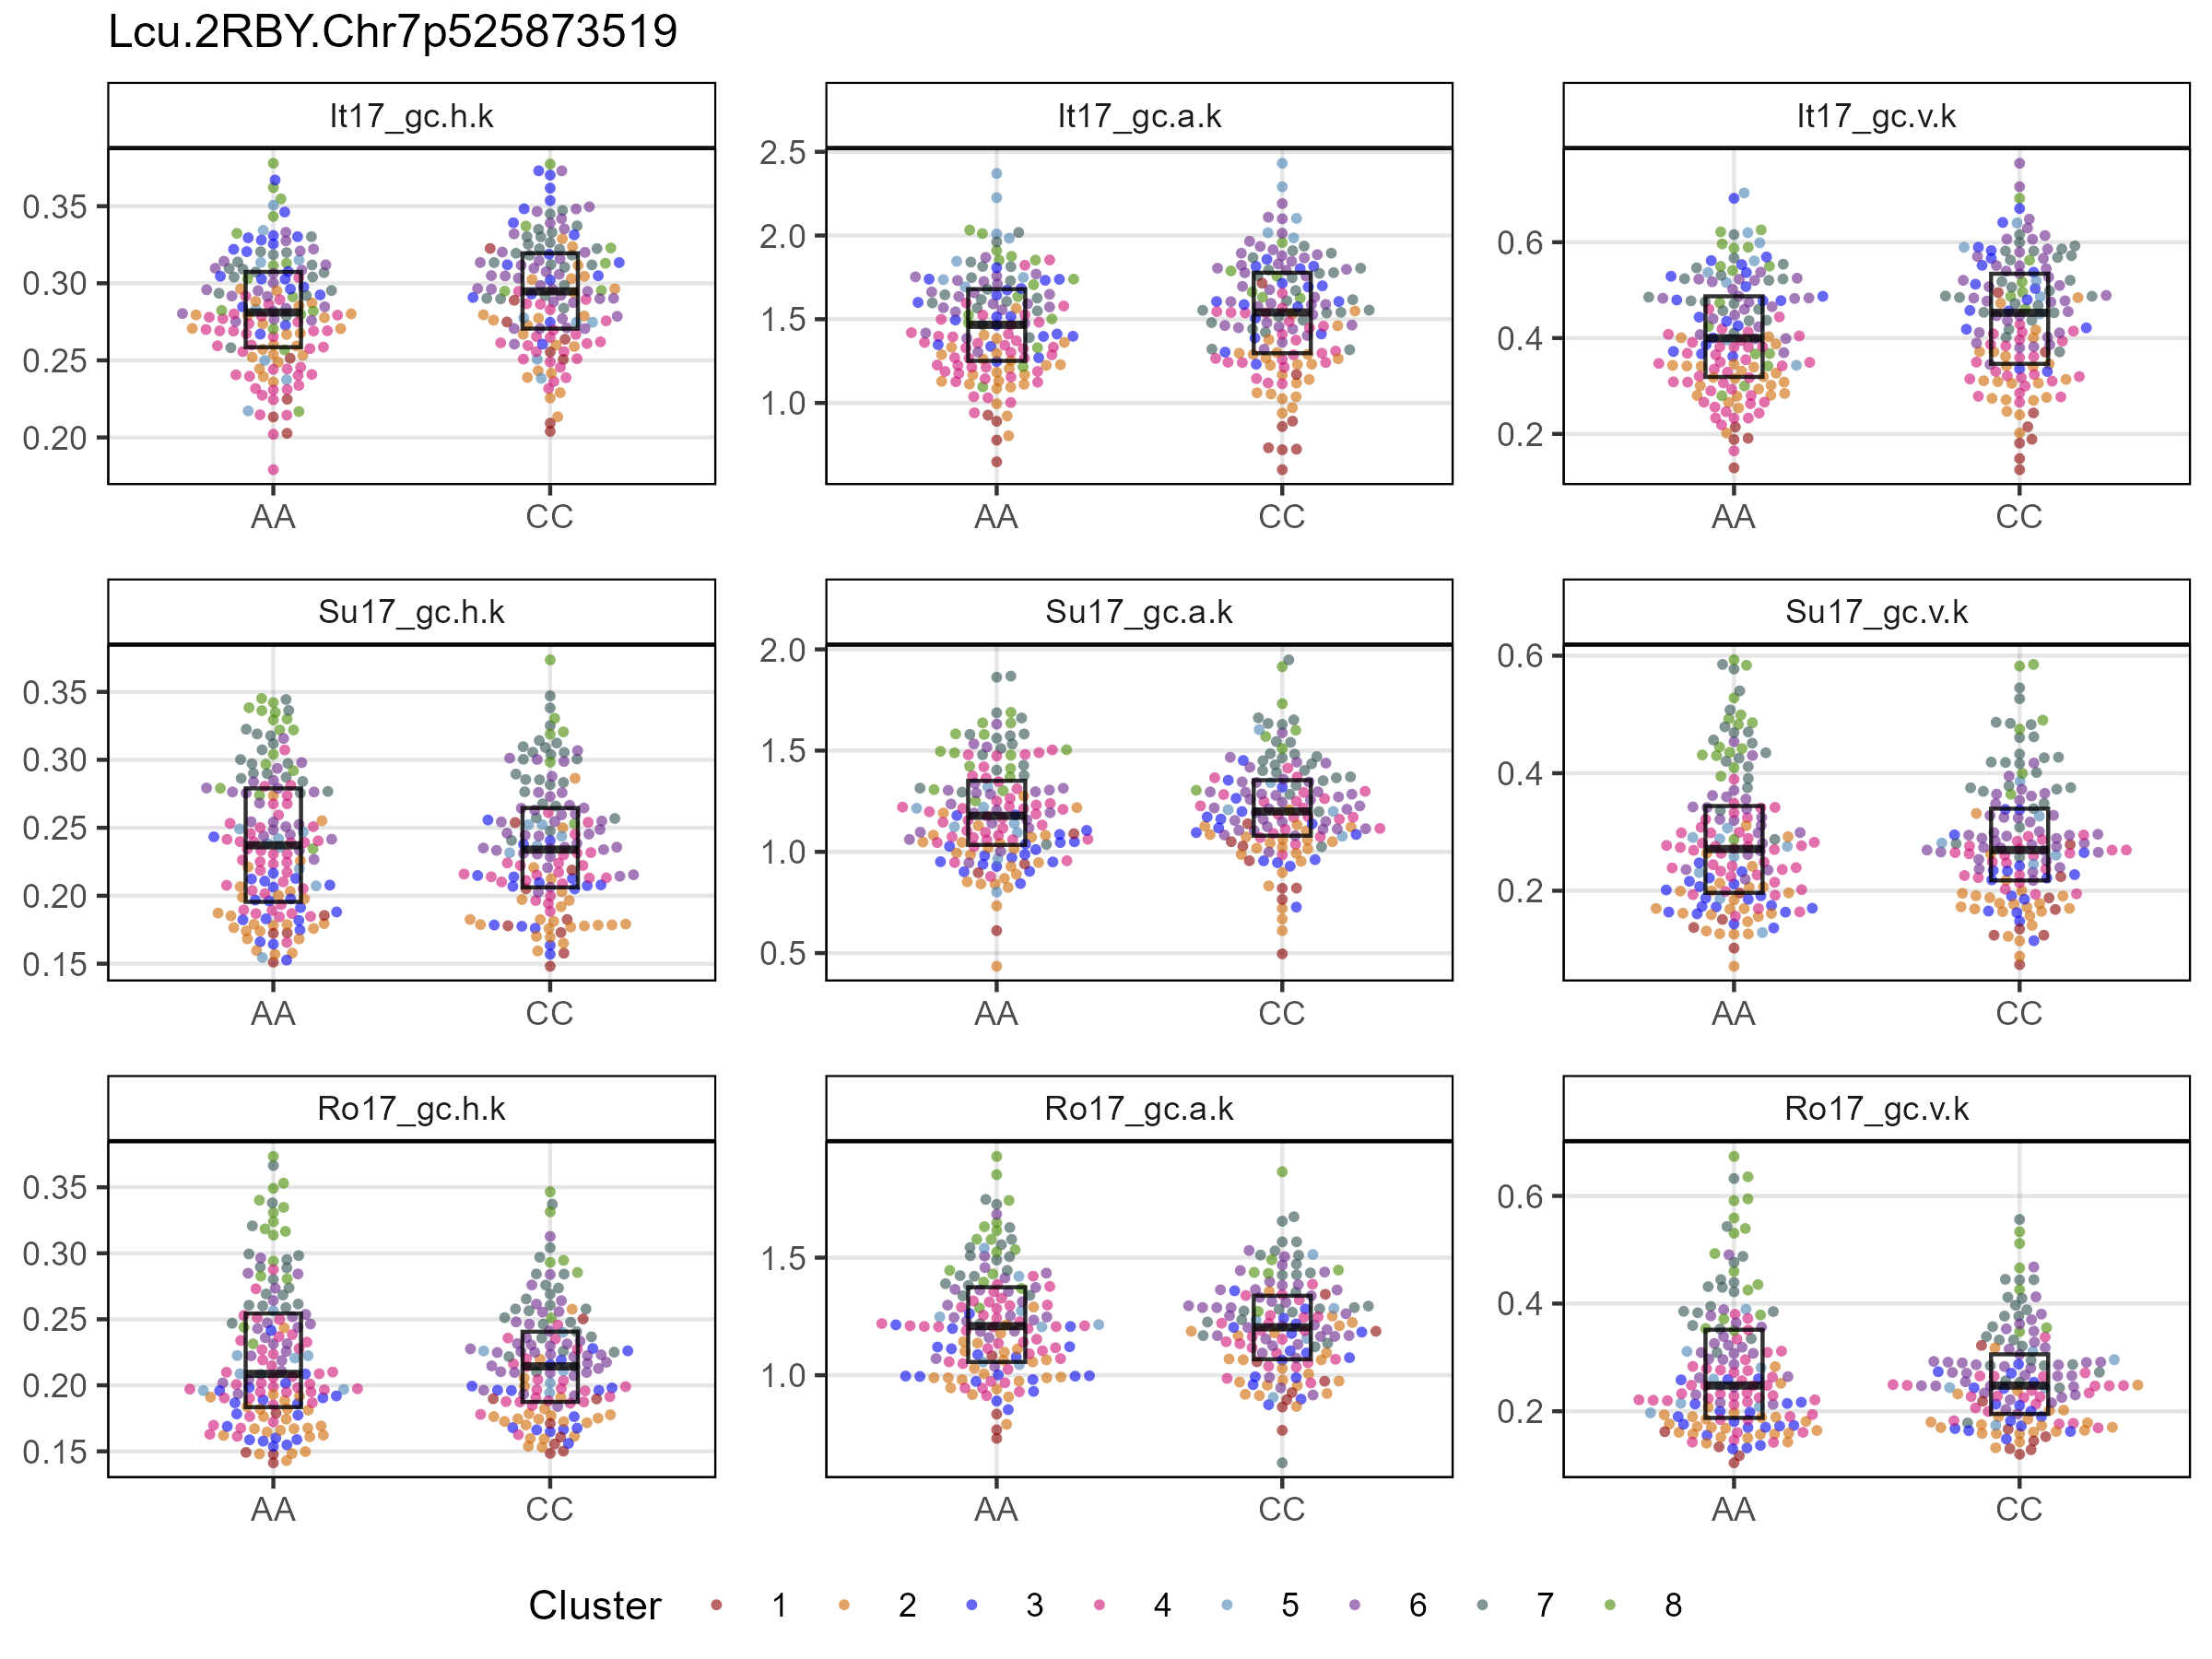 Lcu.2RBY.Chr7p525873519
It17_gc.h.k
It17_gc.a.k
It17_gc.v.k
0.35
0.30
0.25
0.20
AA
CC
2.5
2.0
1.5
1.0
AA
CC
0.6
0.4
0.2
AA
CC
Su17_gc.h.k
Su17_gc.a.k
Su17_gc.v.k
0.35
0.30
0.25
0.20
0.15
AA
CC
2.0
1.5
1.0
0.5
AA
CC
0.6
0.4
0.2
AA
CC
Ro17_gc.h.k
Ro17_gc.a.k
Ro17_gc.v.k
0.35
0.30
0.25
0.20
0.15
AA
CC
1.5
1.0
AA
CC
0.6
0.4
0.2
AA
CC
Cluster 1 2 3 4 5 6 7 8